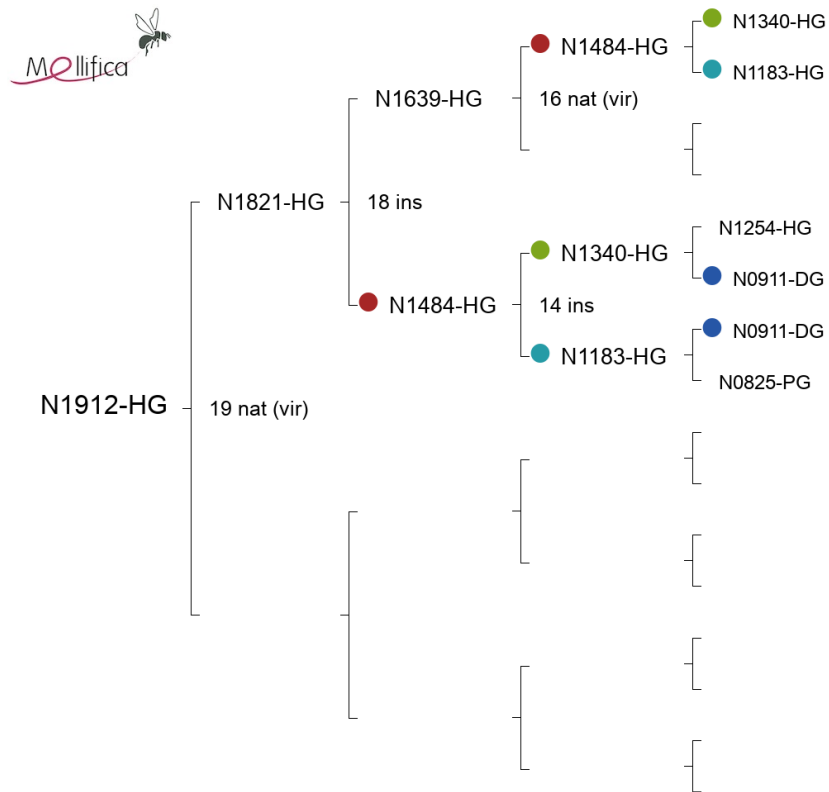 Mellifica
N1340-HG
N1484-HG
N1183-HG
N1639-HG
16 nat (vir)
N1821-HG
18 ins
N1254-HG
N1340-HG
N0911-DG
N1484-HG
14 ins
N0911-DG
N1183-HG
N0825-PG
N1912-HG
19 nat (vir)